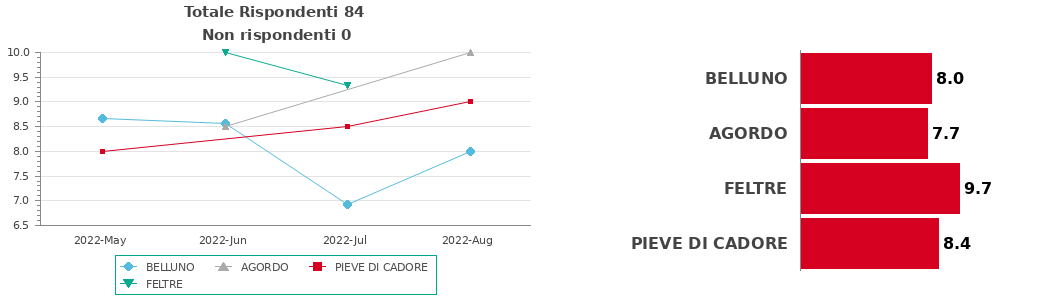 Totale Rispondenti 84
Non rispondenti 0
10.0
9.5
9.0
8.5
8.0
7.5
7.0
6.5
2022-May
2022-Jun
2022-Jul
2022-Aug
BELLUNO
AGORDO
PIEVE DI CADORE
FELTRE
BELLUNO 8.0
AGORDO 7.7
FELTRE 9.7
PIEVE DI CADORE 8.4